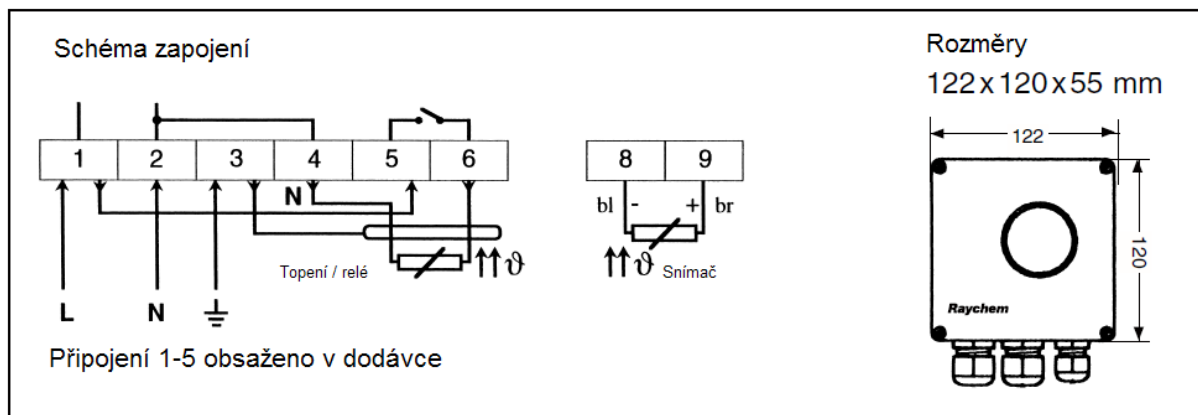 Schéma zapojení
1 2 3 4 5 6
N
Topení / relé
ϑ
L N
Připojení 1-5 obsaženo v dodávce
8 9
bl - + br
ϑ Snímač
Rozměry
122x120x55 mm
122
120
Raychem